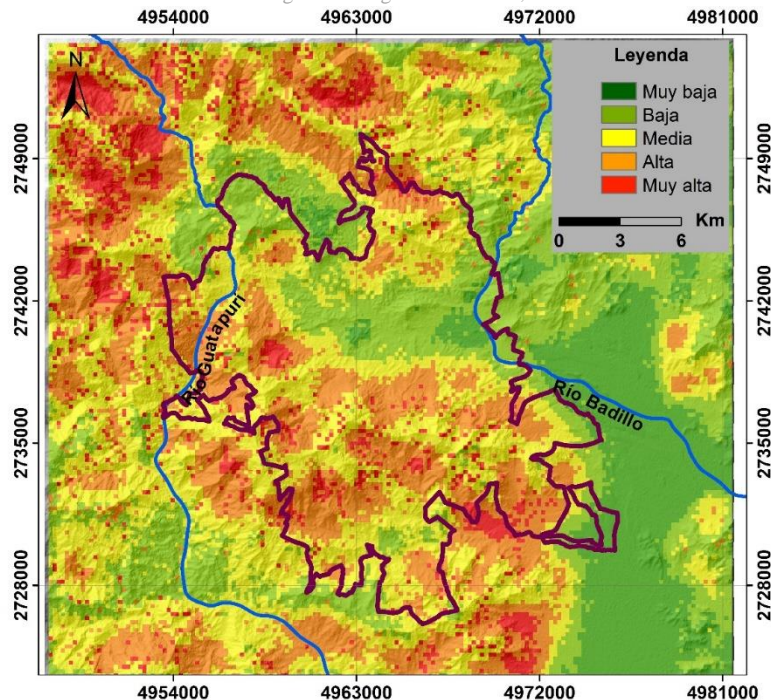 4954000 4963000 4972000 4981000
N
Leyenda
Muy baja
Baja
Media
Alta
Muy alta
Km
0 3 6
2749000 2749000
2742000 2742000
Río Guatapurí
Río Badillo
2735000 2735000
2728000 2728000
4954000 4963000 4972000 4981000